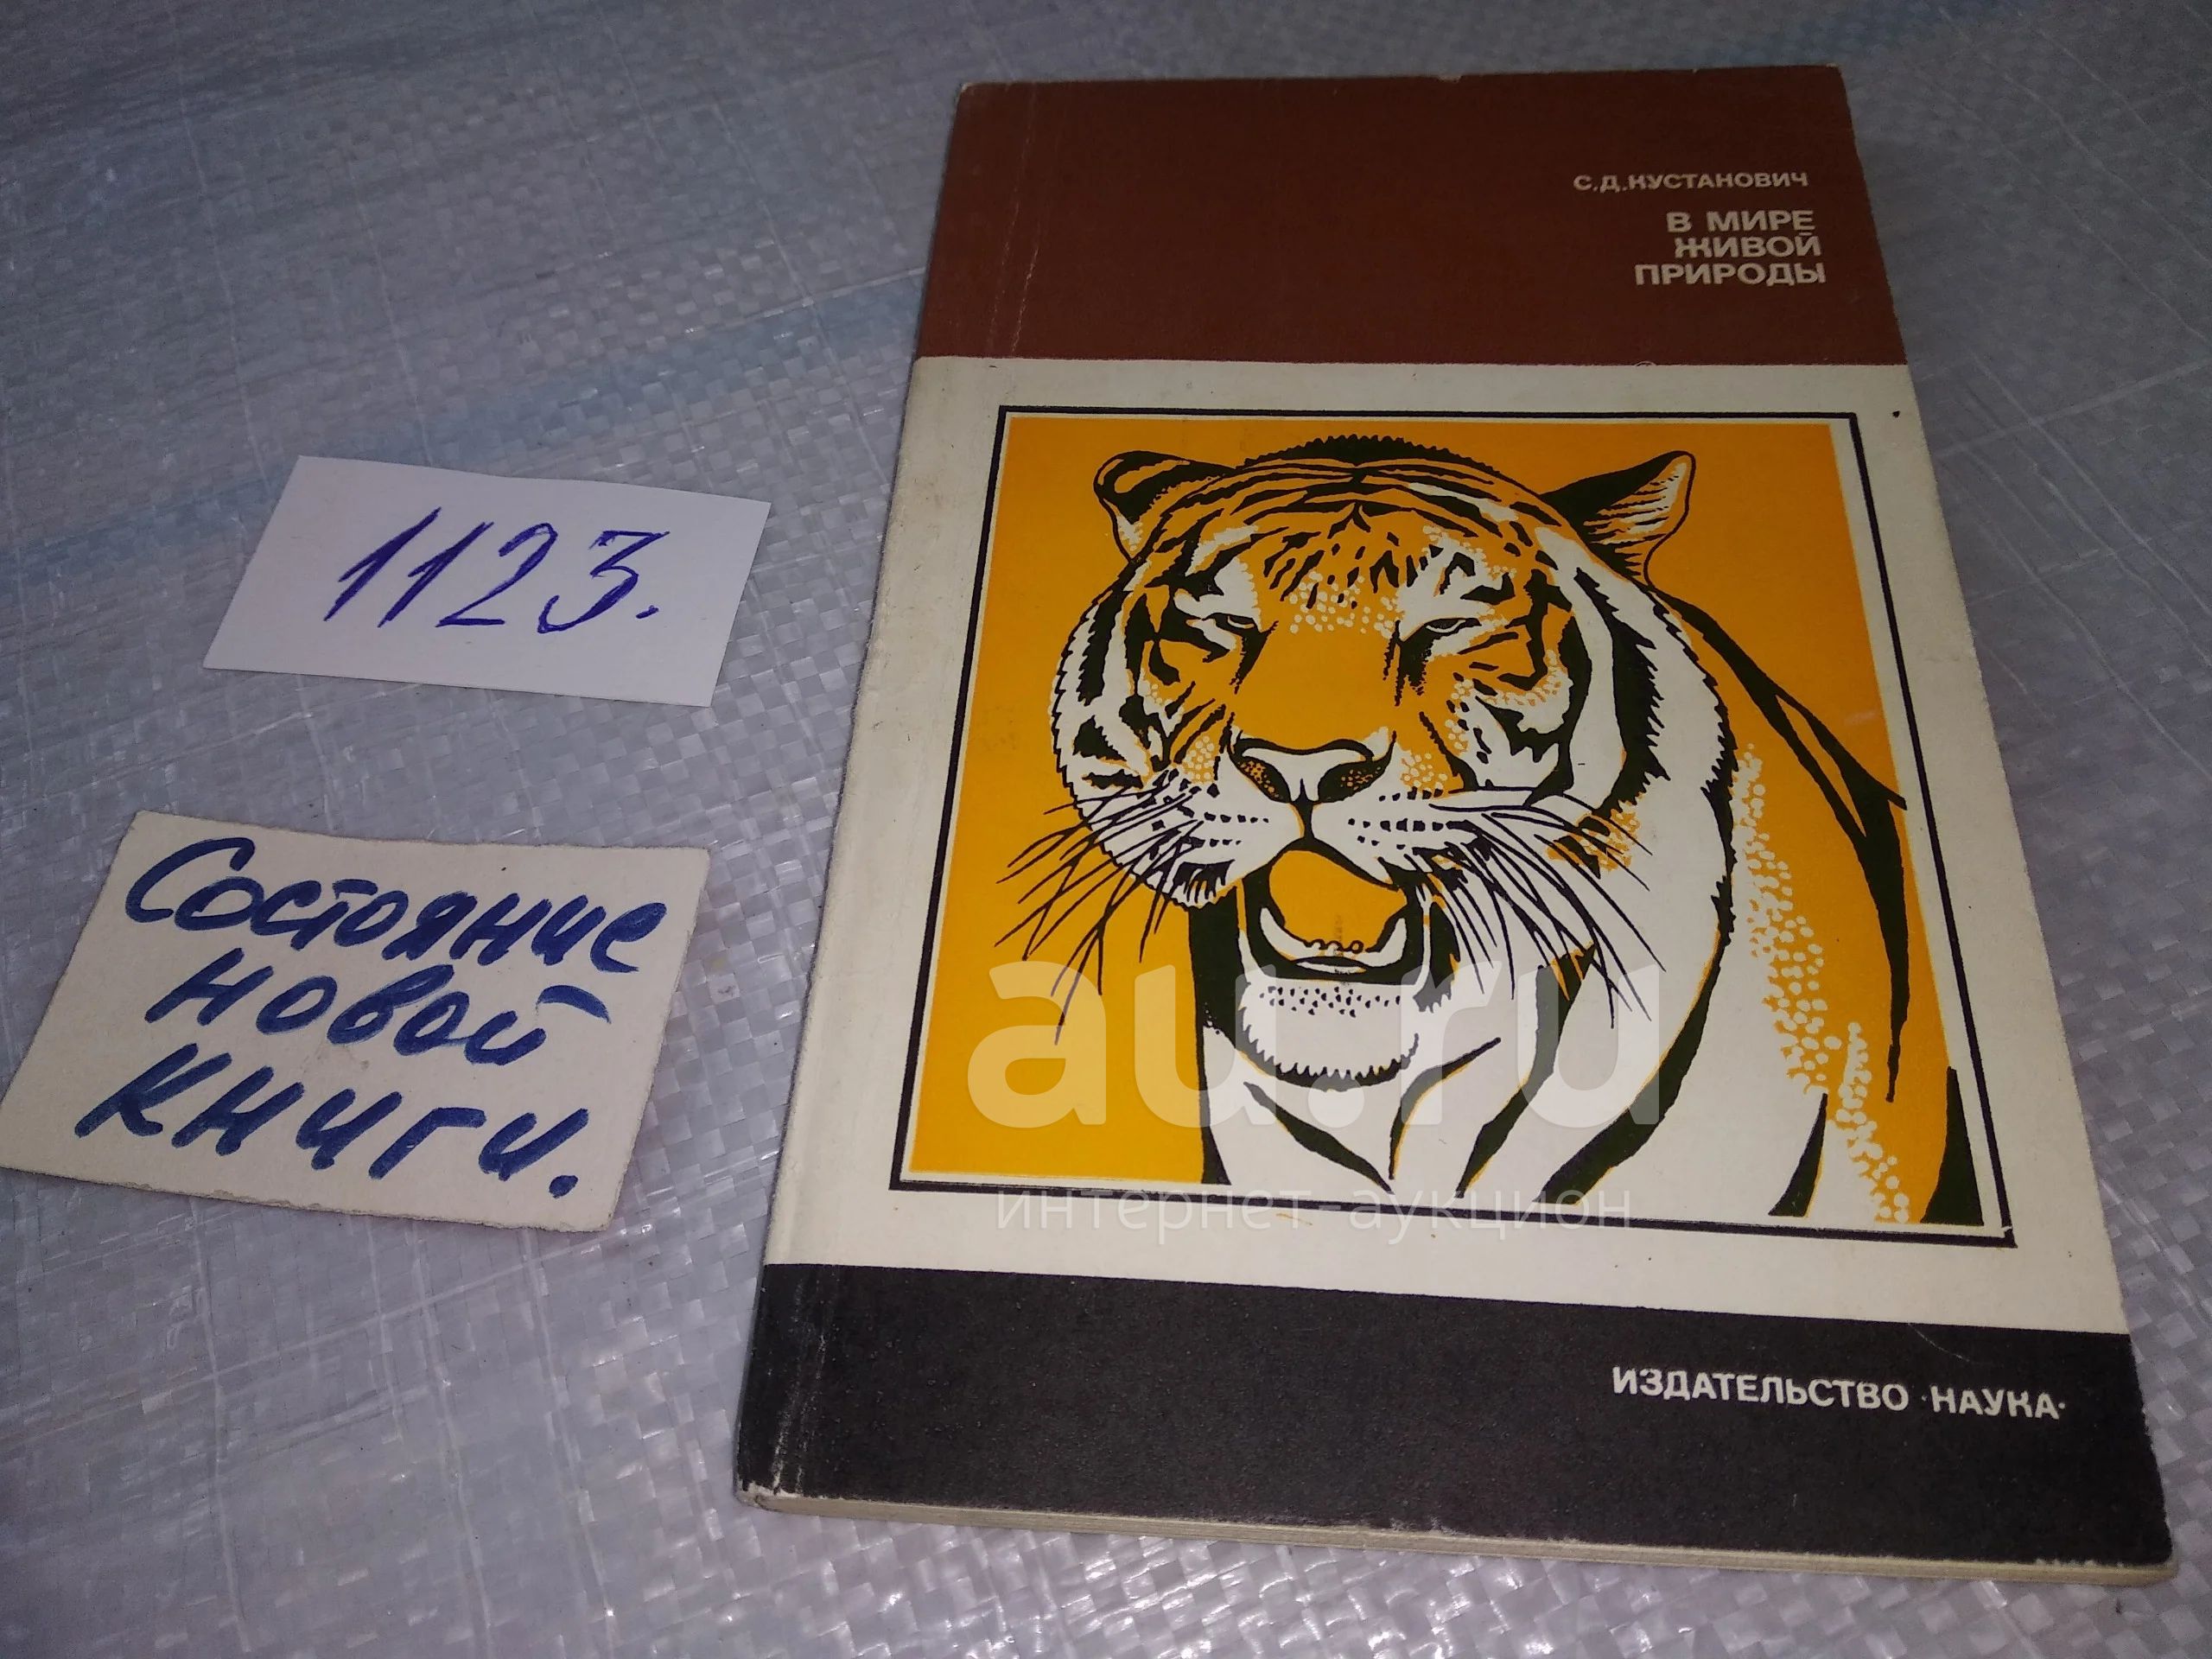 С.Д.КУСТАНОВИЧ
В МИРЕ
ЖИВОЙ
ПРИРОДЫ
1123.
Состояние
новой
книги.
au.ru
интернет-аукцион
ИЗДАТЕЛЬСТВО ·НАУКА·